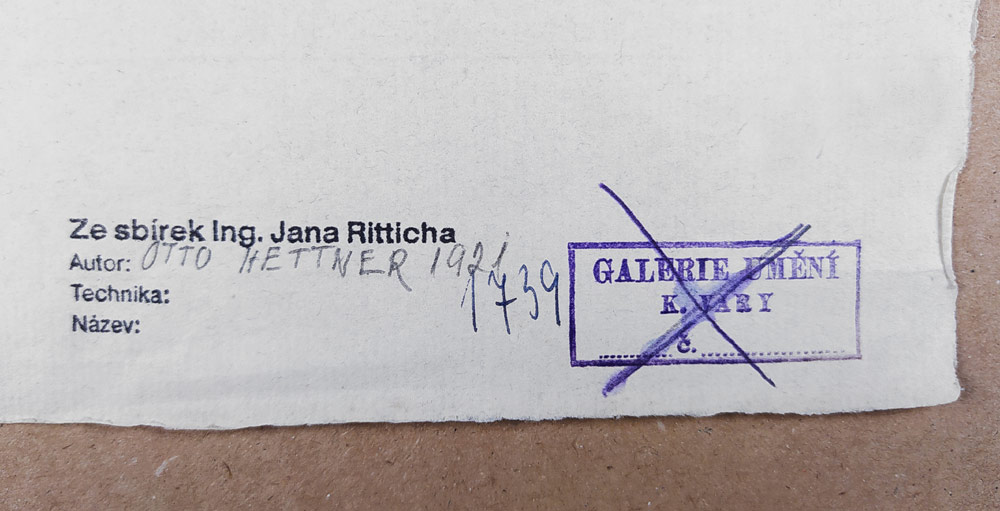 Ze sbírek Ing. Jana Ritticha
Autor: OTTO HETTNER 1921
Technika:
Název:
1739
GALERIE UMĚNÍ
K. VARY
č.